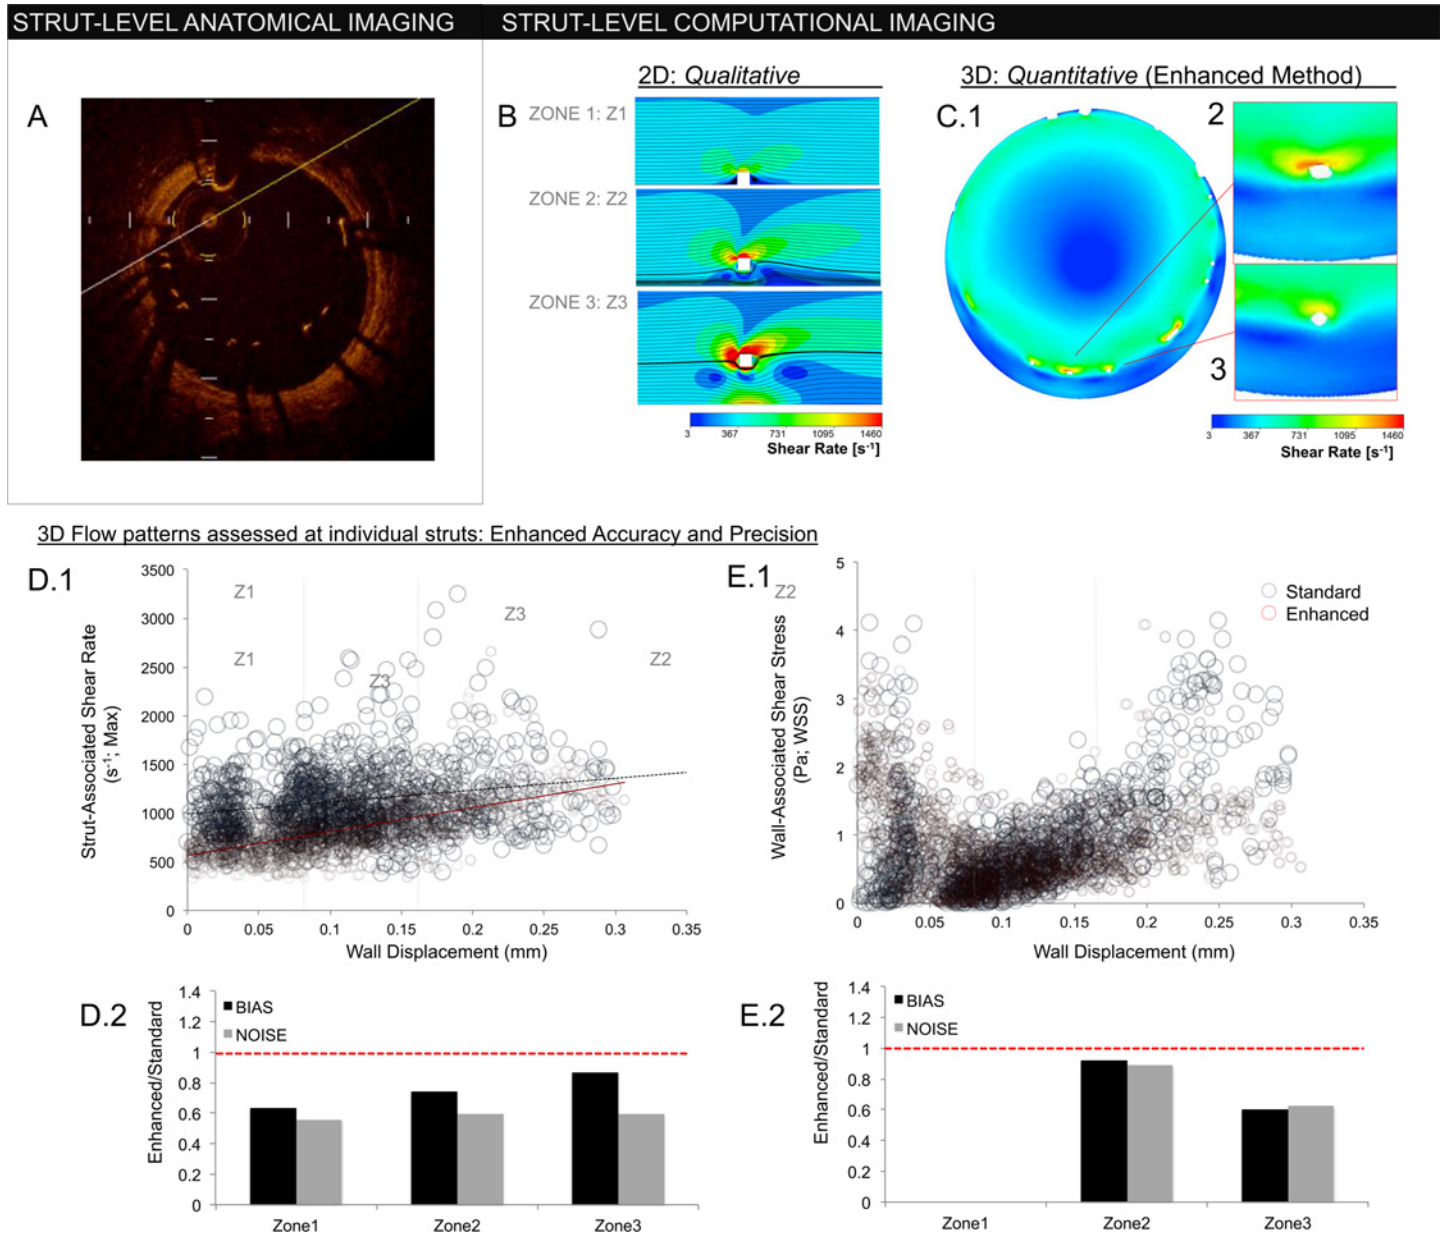 STRUT-LEVEL ANATOMICAL IMAGING
STRUT-LEVEL COMPUTATIONAL IMAGING
2D: Qualitative
3D: Quantitative (Enhanced Method)
A
B
ZONE 1: Z1
ZONE 2: Z2
ZONE 3: Z3
3 367 731 1095 1460
Shear Rate [s-1]
C.1
2
3
3 367 731 1095 1460
Shear Rate [s-1]
3D Flow patterns assessed at individual struts: Enhanced Accuracy and Precision
D.1
Strut-Associated Shear Rate
(s-1; Max)
3500
3000
2500
2000
1500
1000
500
0
Z1
Z3
Z1
Z3
Z2
0 0.05 0.1 0.15 0.2 0.25 0.3 0.35
Wall Displacement (mm)
E.1
Z2
Wall-Associated Shear Stress
(Pa; WSS)
5
4
3
2
1
0
Standard
Enhanced
0 0.05 0.1 0.15 0.2 0.25 0.3 0.35
Wall Displacement (mm)
D.2
Enhanced/Standard
1.4
1.2
1
0.8
0.6
0.4
0.2
0
BIAS
NOISE
Zone1 Zone2 Zone3
E.2
Enhanced/Standard
1.4
1.2
1
0.8
0.6
0.4
0.2
0
BIAS
NOISE
Zone1 Zone2 Zone3